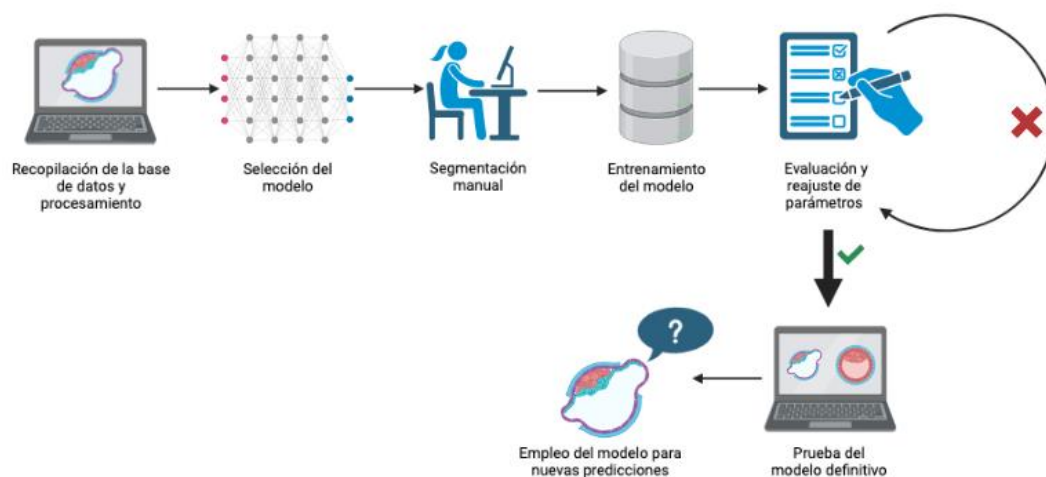 Recopilación de la base
de datos y
procesamiento
Selección del
modelo
Segmentación
manual
Entrenamiento
del modelo
Evaluación y
reajuste de
parámetros
?
Empleo del modelo para
nuevas predicciones
Prueba del
modelo definitivo